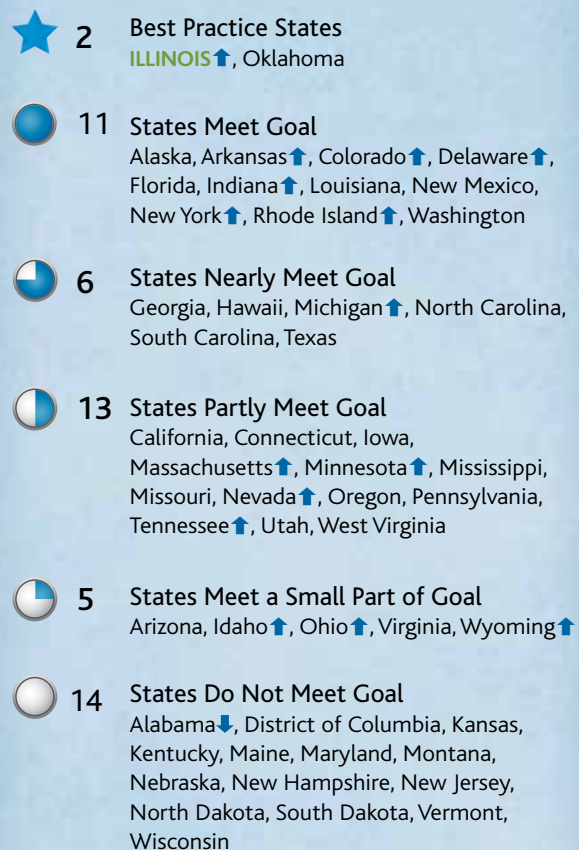 2 Best Practice States
ILLINOIS⬆, Oklahoma
11 States Meet Goal
Alaska, Arkansas⬆, Colorado⬆, Delaware⬆,
Florida, Indiana⬆, Louisiana, New Mexico,
New York⬆, Rhode Island⬆, Washington
6 States Nearly Meet Goal
Georgia, Hawaii, Michigan⬆, North Carolina,
South Carolina, Texas
13 States Partly Meet Goal
California, Connecticut, Iowa,
Massachusetts⬆, Minnesota⬆, Mississippi,
Missouri, Nevada⬆, Oregon, Pennsylvania,
Tennessee⬆, Utah, West Virginia
5 States Meet a Small Part of Goal
Arizona, Idaho⬆, Ohio⬆, Virginia, Wyoming⬆
14 States Do Not Meet Goal
Alabama⬇, District of Columbia, Kansas,
Kentucky, Maine, Maryland, Montana,
Nebraska, New Hampshire, New Jersey,
North Dakota, South Dakota, Vermont,
Wisconsin